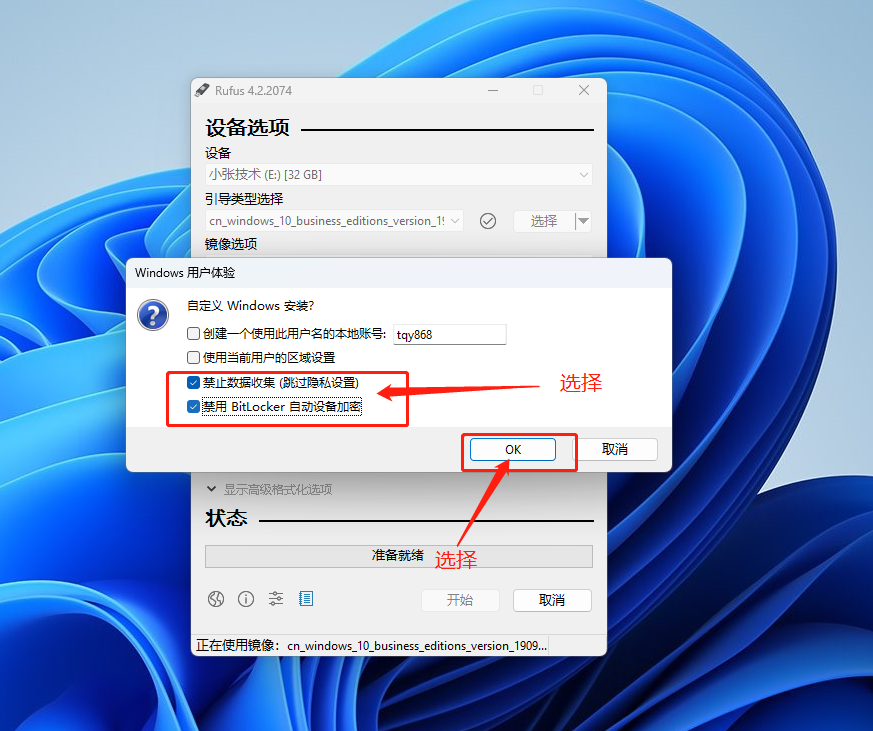 Rufus 4.2.2074
设备选项
设备
小张技术 (E:) [32 GB]
引导类型选择
cn_windows_10_business_editions_version_19
选择
镜像选项
Windows 用户体验
自定义 Windows 安装?
创建一个使用此用户名的本地账号: tqy868
使用当前用户的区域设置
禁止数据收集 (跳过隐私设置)
选择
禁用 BitLocker 自动设备加密
OK
取消
显示高级格式化选项
状态
准备就绪
选择
开始
取消
正在使用镜像: cn_windows_10_business_editions_version_1909...